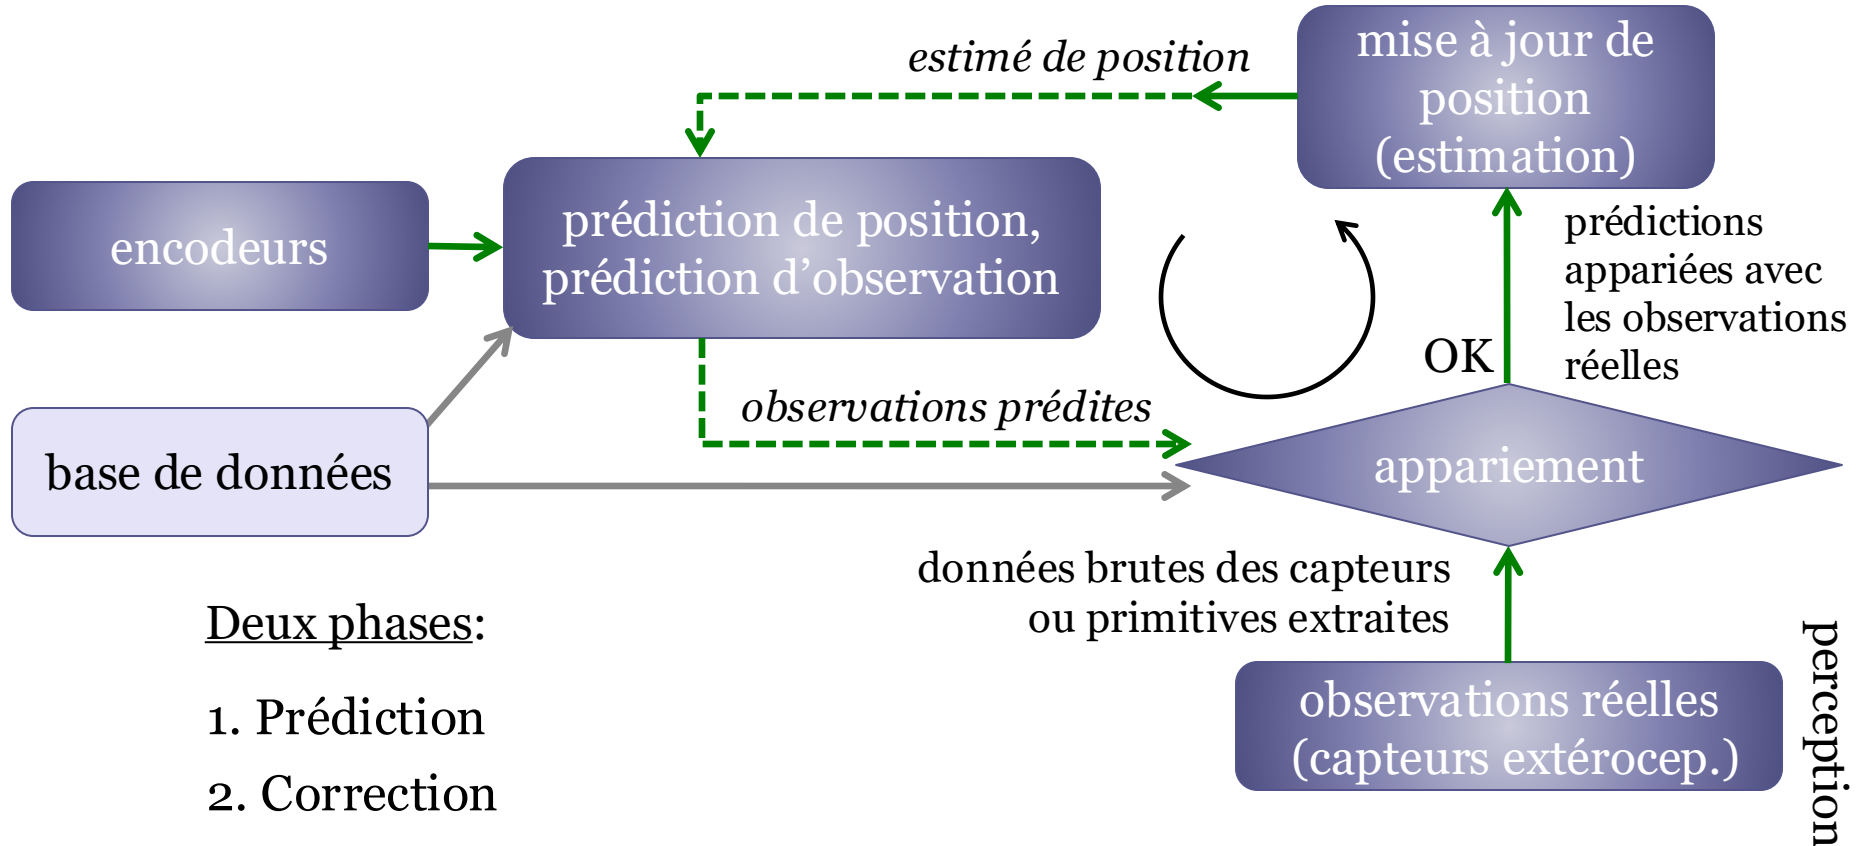 estimé de position
mise à jour de
position
(estimation)
encodeurs
prédiction de position,
prédiction d’observation
prédictions
appariées avec
les observations
réelles
OK
observations prédites
base de données
appariement
données brutes des capteurs
ou primitives extraites
Deux phases:
1. Prédiction
2. Correction
observations réelles
(capteurs extérocep.)
perception